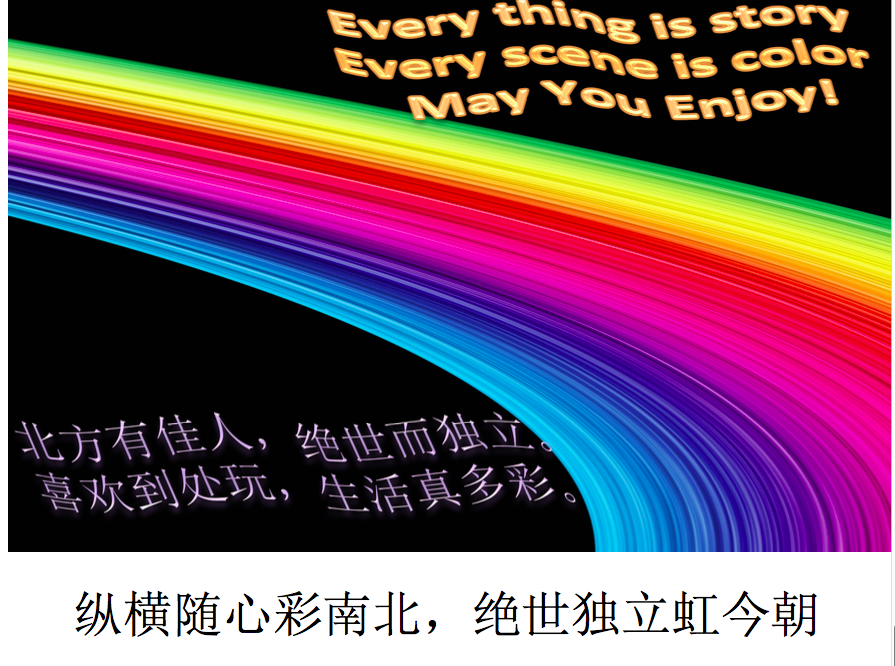 Every thing is story
Every scene is color
May You Enjoy!
北方有佳人，绝世而独立。
喜欢到处玩，生活真多彩。
纵横随心彩南北，绝世独立虹今朝